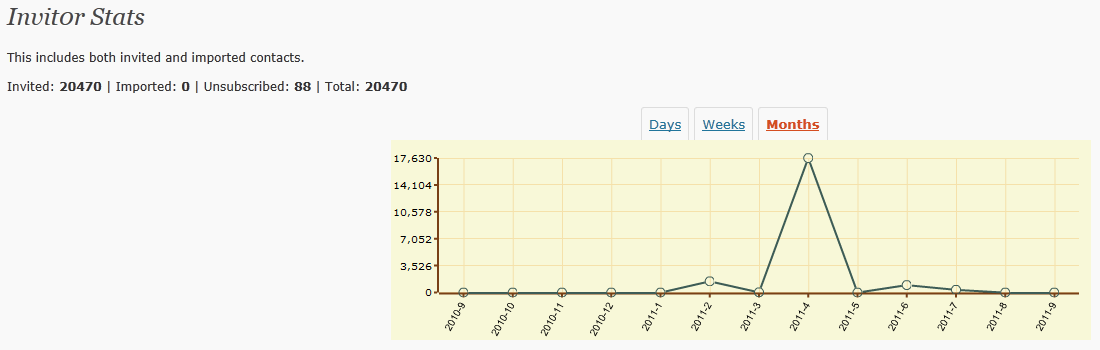 Invitor Stats
This includes both invited and imported contacts.
Invited: 20470 | Imported: 0 | Unsubscribed: 88 | Total: 20470
Days Weeks Months
17,630
14,104
10,578
7,052
3,526
0
2010-9 2010-10 2010-11 2010-12 2011-1 2011-2 2011-3 2011-4 2011-5 2011-6 2011-7 2011-8 2011-9